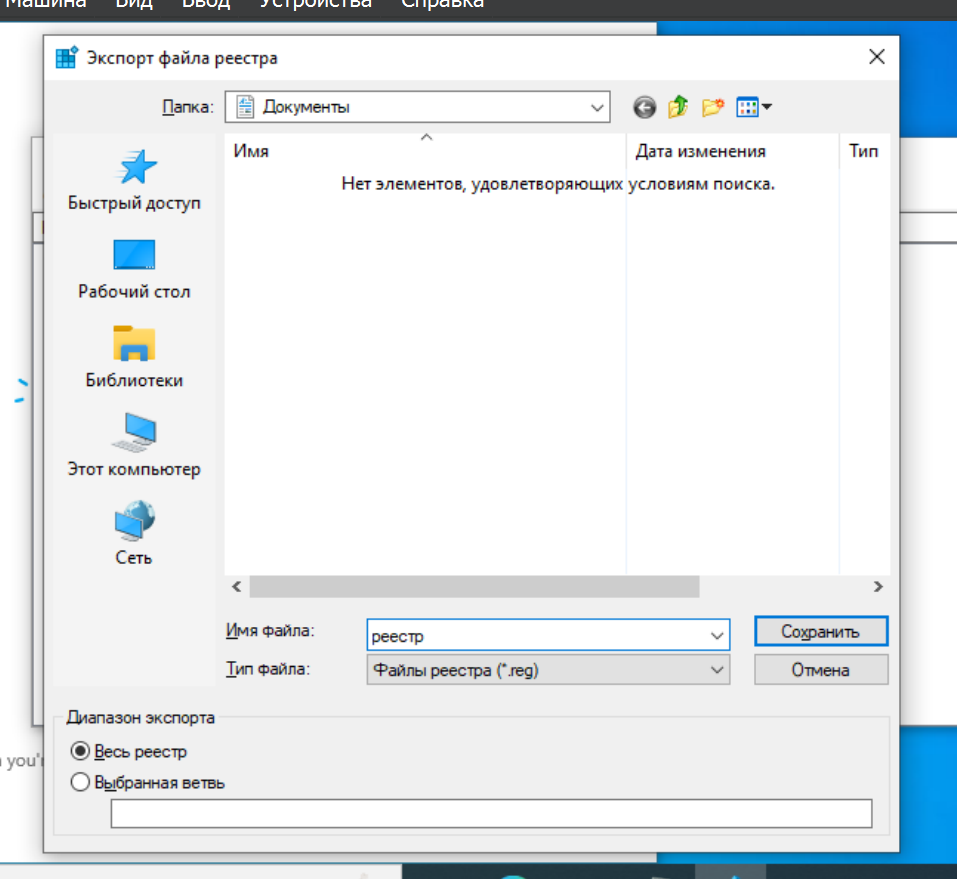 Машина Вид Ввод Устройства Справка
Экспорт файла реестра
Папка: Документы
Имя Дата изменения Тип
Нет элементов, удовлетворяющих условиям поиска.
Быстрый доступ
Рабочий стол
Библиотеки
Этот компьютер
Сеть
Имя файла: реестр Сохранить
Тип файла: Файлы реестра (*.reg) Отмена
Диапазон экспорта
Весь реестр
Выбранная ветвь